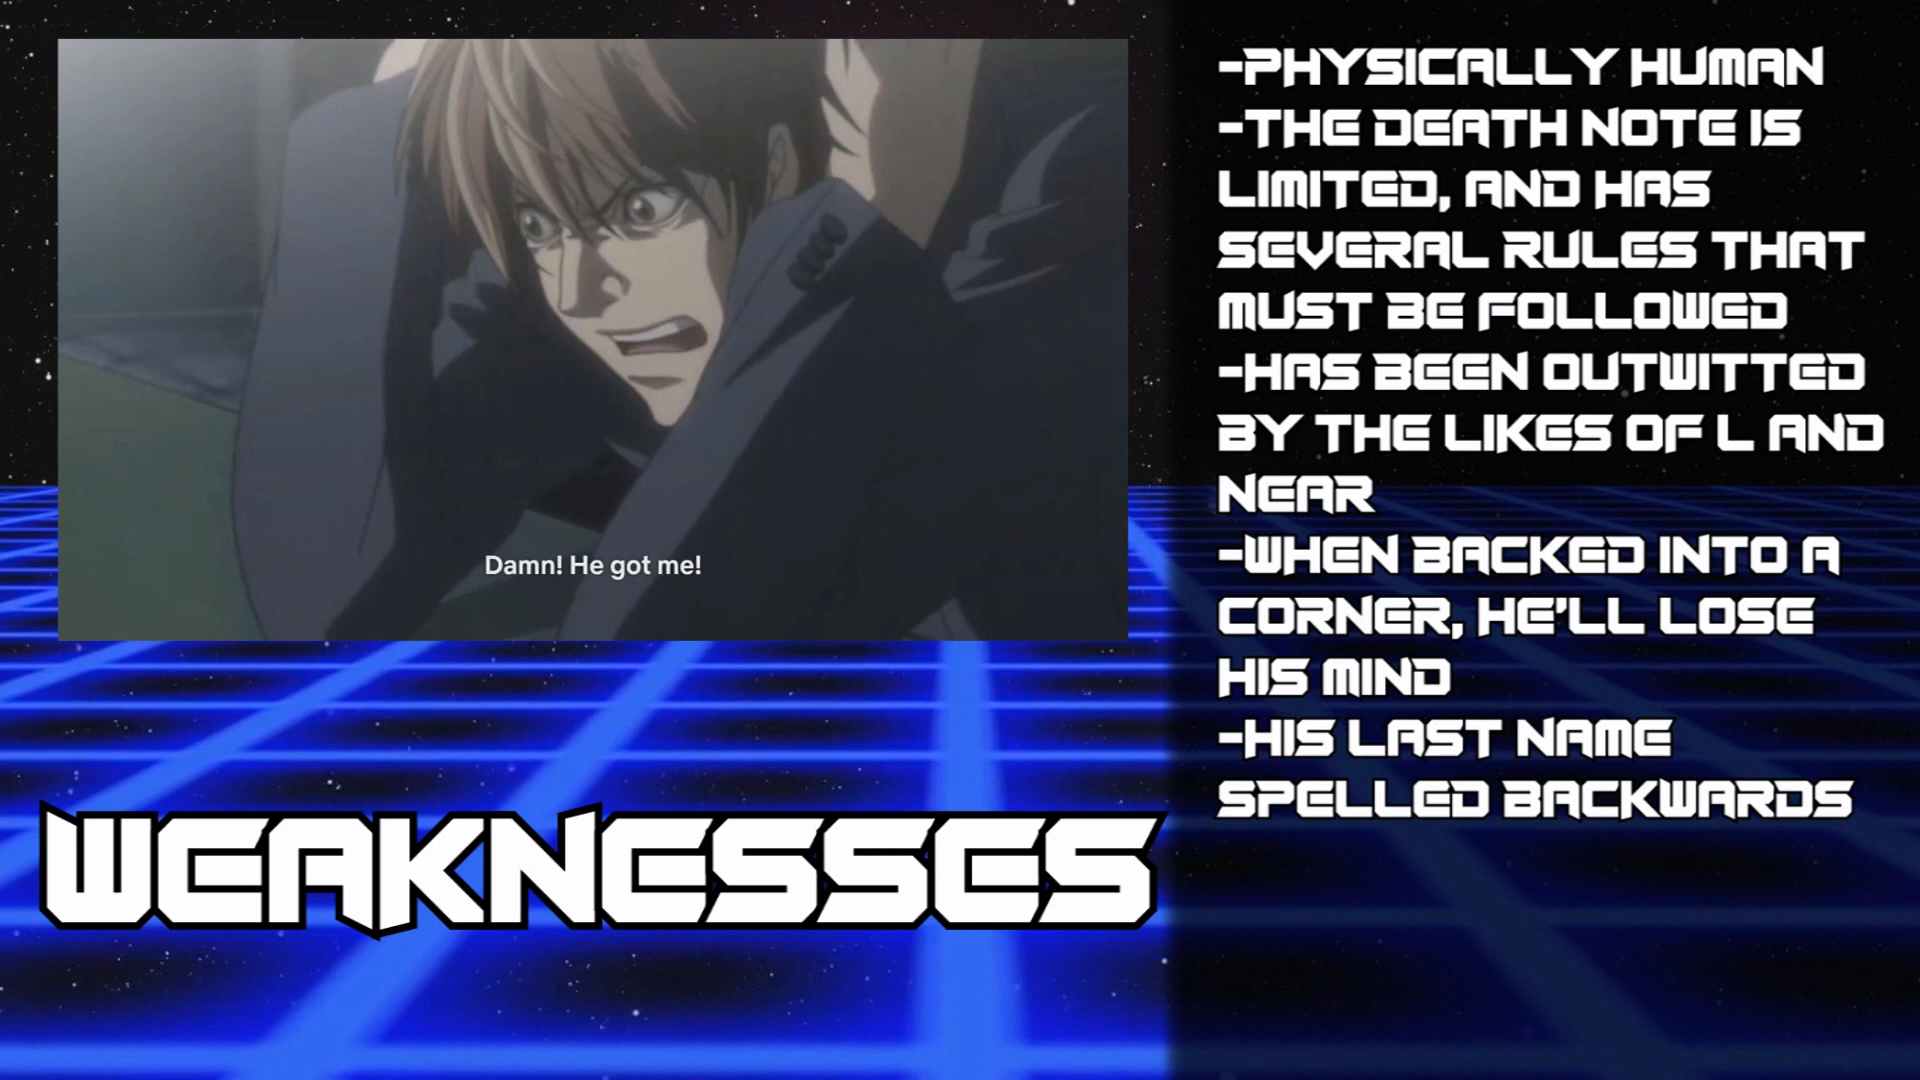 Damn! He got me!
WEAKNESSES
-PHYSICALLY HUMAN
-THE DEATH NOTE IS
LIMITED, AND HAS
SEVERAL RULES THAT
MUST BE FOLLOWED
-HAS BEEN OUTWITTED
BY THE LIKES OF L AND
NEAR
-WHEN BACKED INTO A
CORNER, HE'LL LOSE
HIS MIND
-HIS LAST NAME
SPELLED BACKWARDS